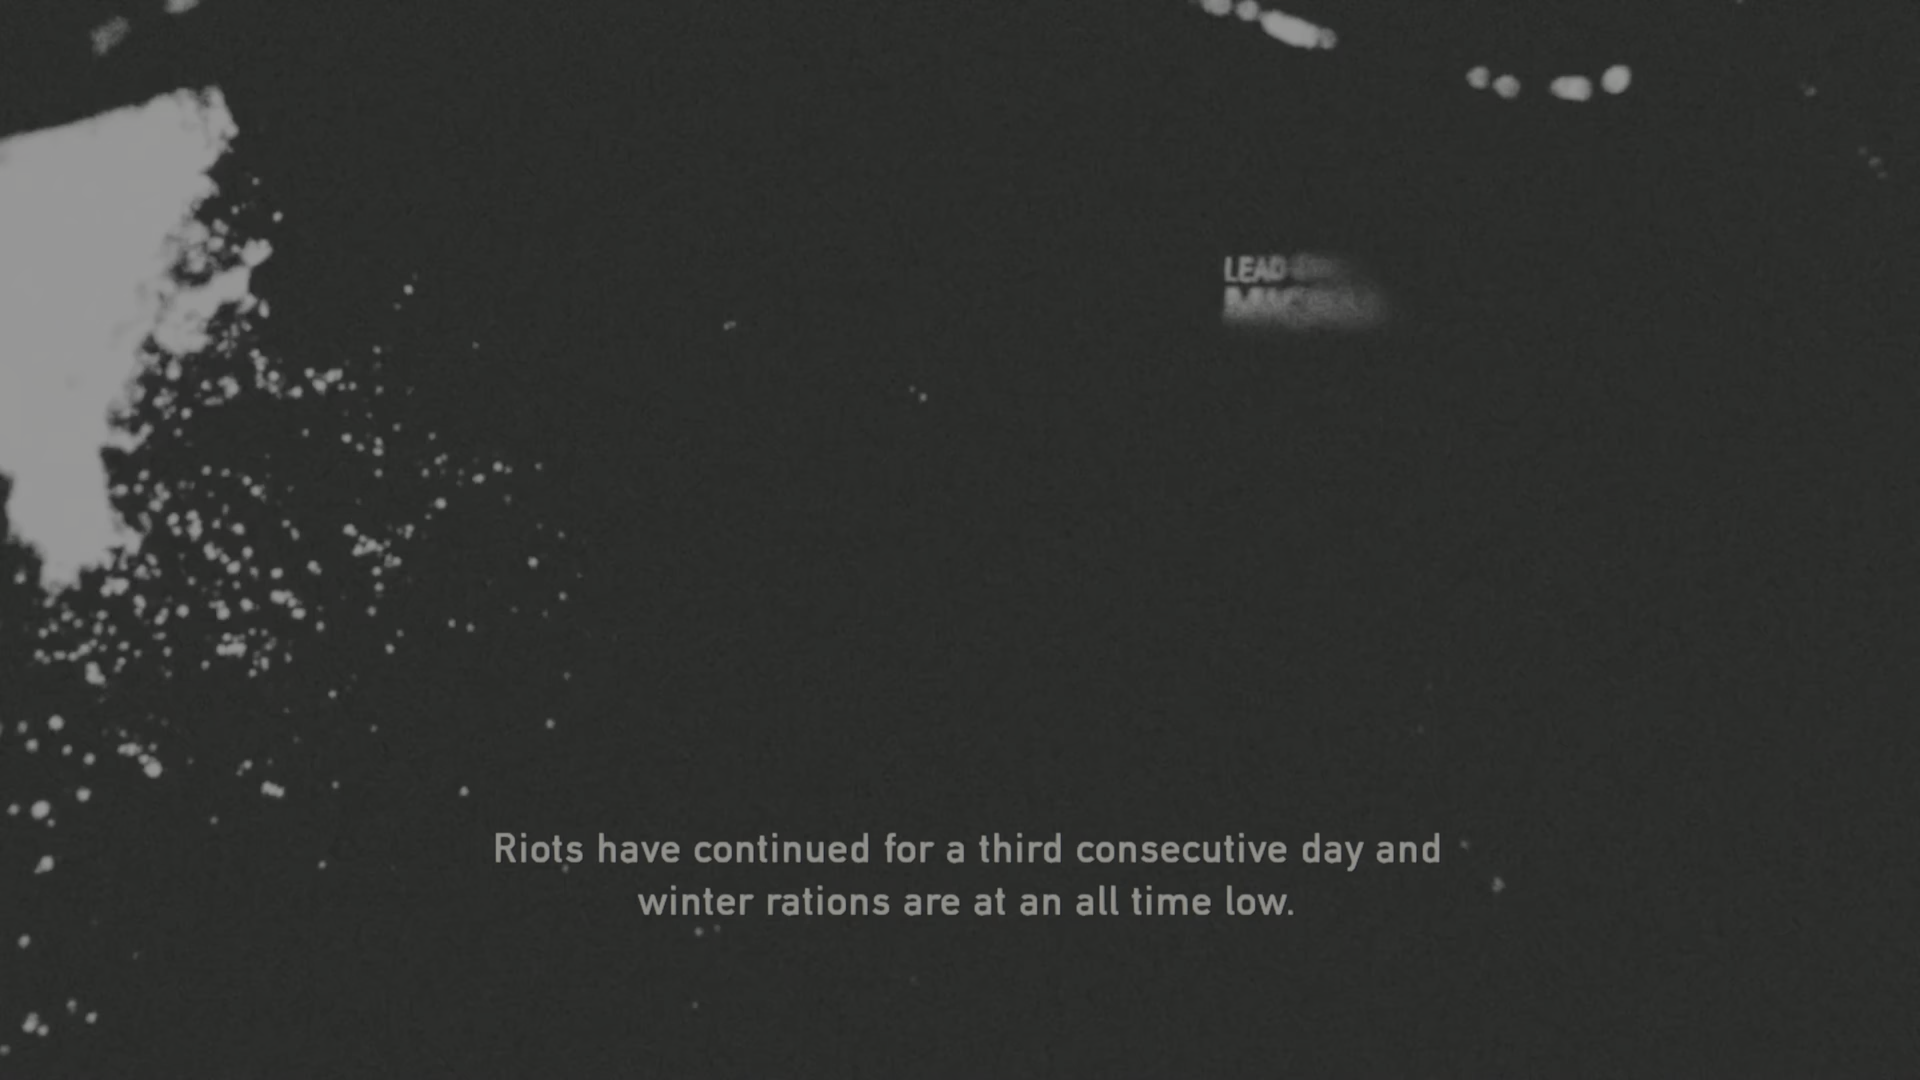 LEAD
Riots have continued for a third consecutive day and
winter rations are at an all time low.